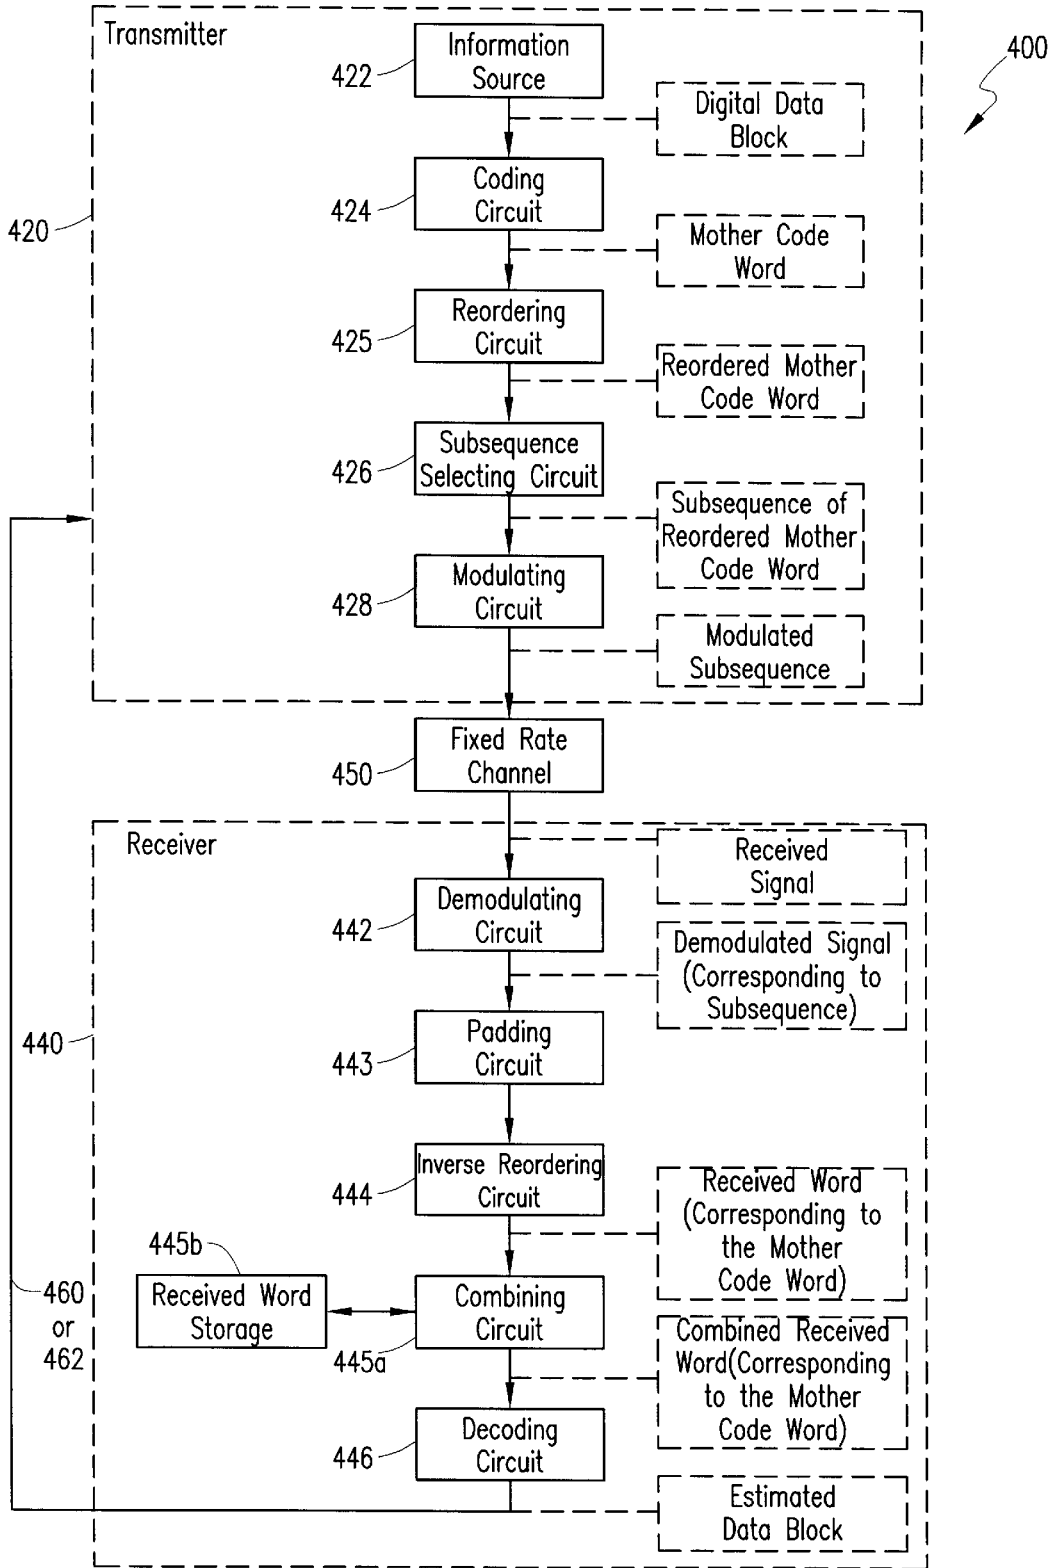 400
Transmitter
422
Information
Source
Digital Data
Block
424
Coding
Circuit
420
Mother Code
Word
425
Reordering
Circuit
Reordered Mother
Code Word
426
Subsequence
Selecting Circuit
Subsequence of
Reordered Mother
Code Word
428
Modulating
Circuit
Modulated
Subsequence
450
Fixed Rate
Channel
Receiver
Received
Signal
442
Demodulating
Circuit
Demodulated Signal
(Corresponding to
Subsequence)
440
443
Padding
Circuit
444
Inverse Reordering
Circuit
Received Word
(Corresponding to
the Mother
Code Word)
445b
Received Word
Storage
460
or
462
Combining
Circuit
445a
Combined Received
Word(Corresponding
to the Mother
Code Word)
446
Decoding
Circuit
Estimated
Data Block